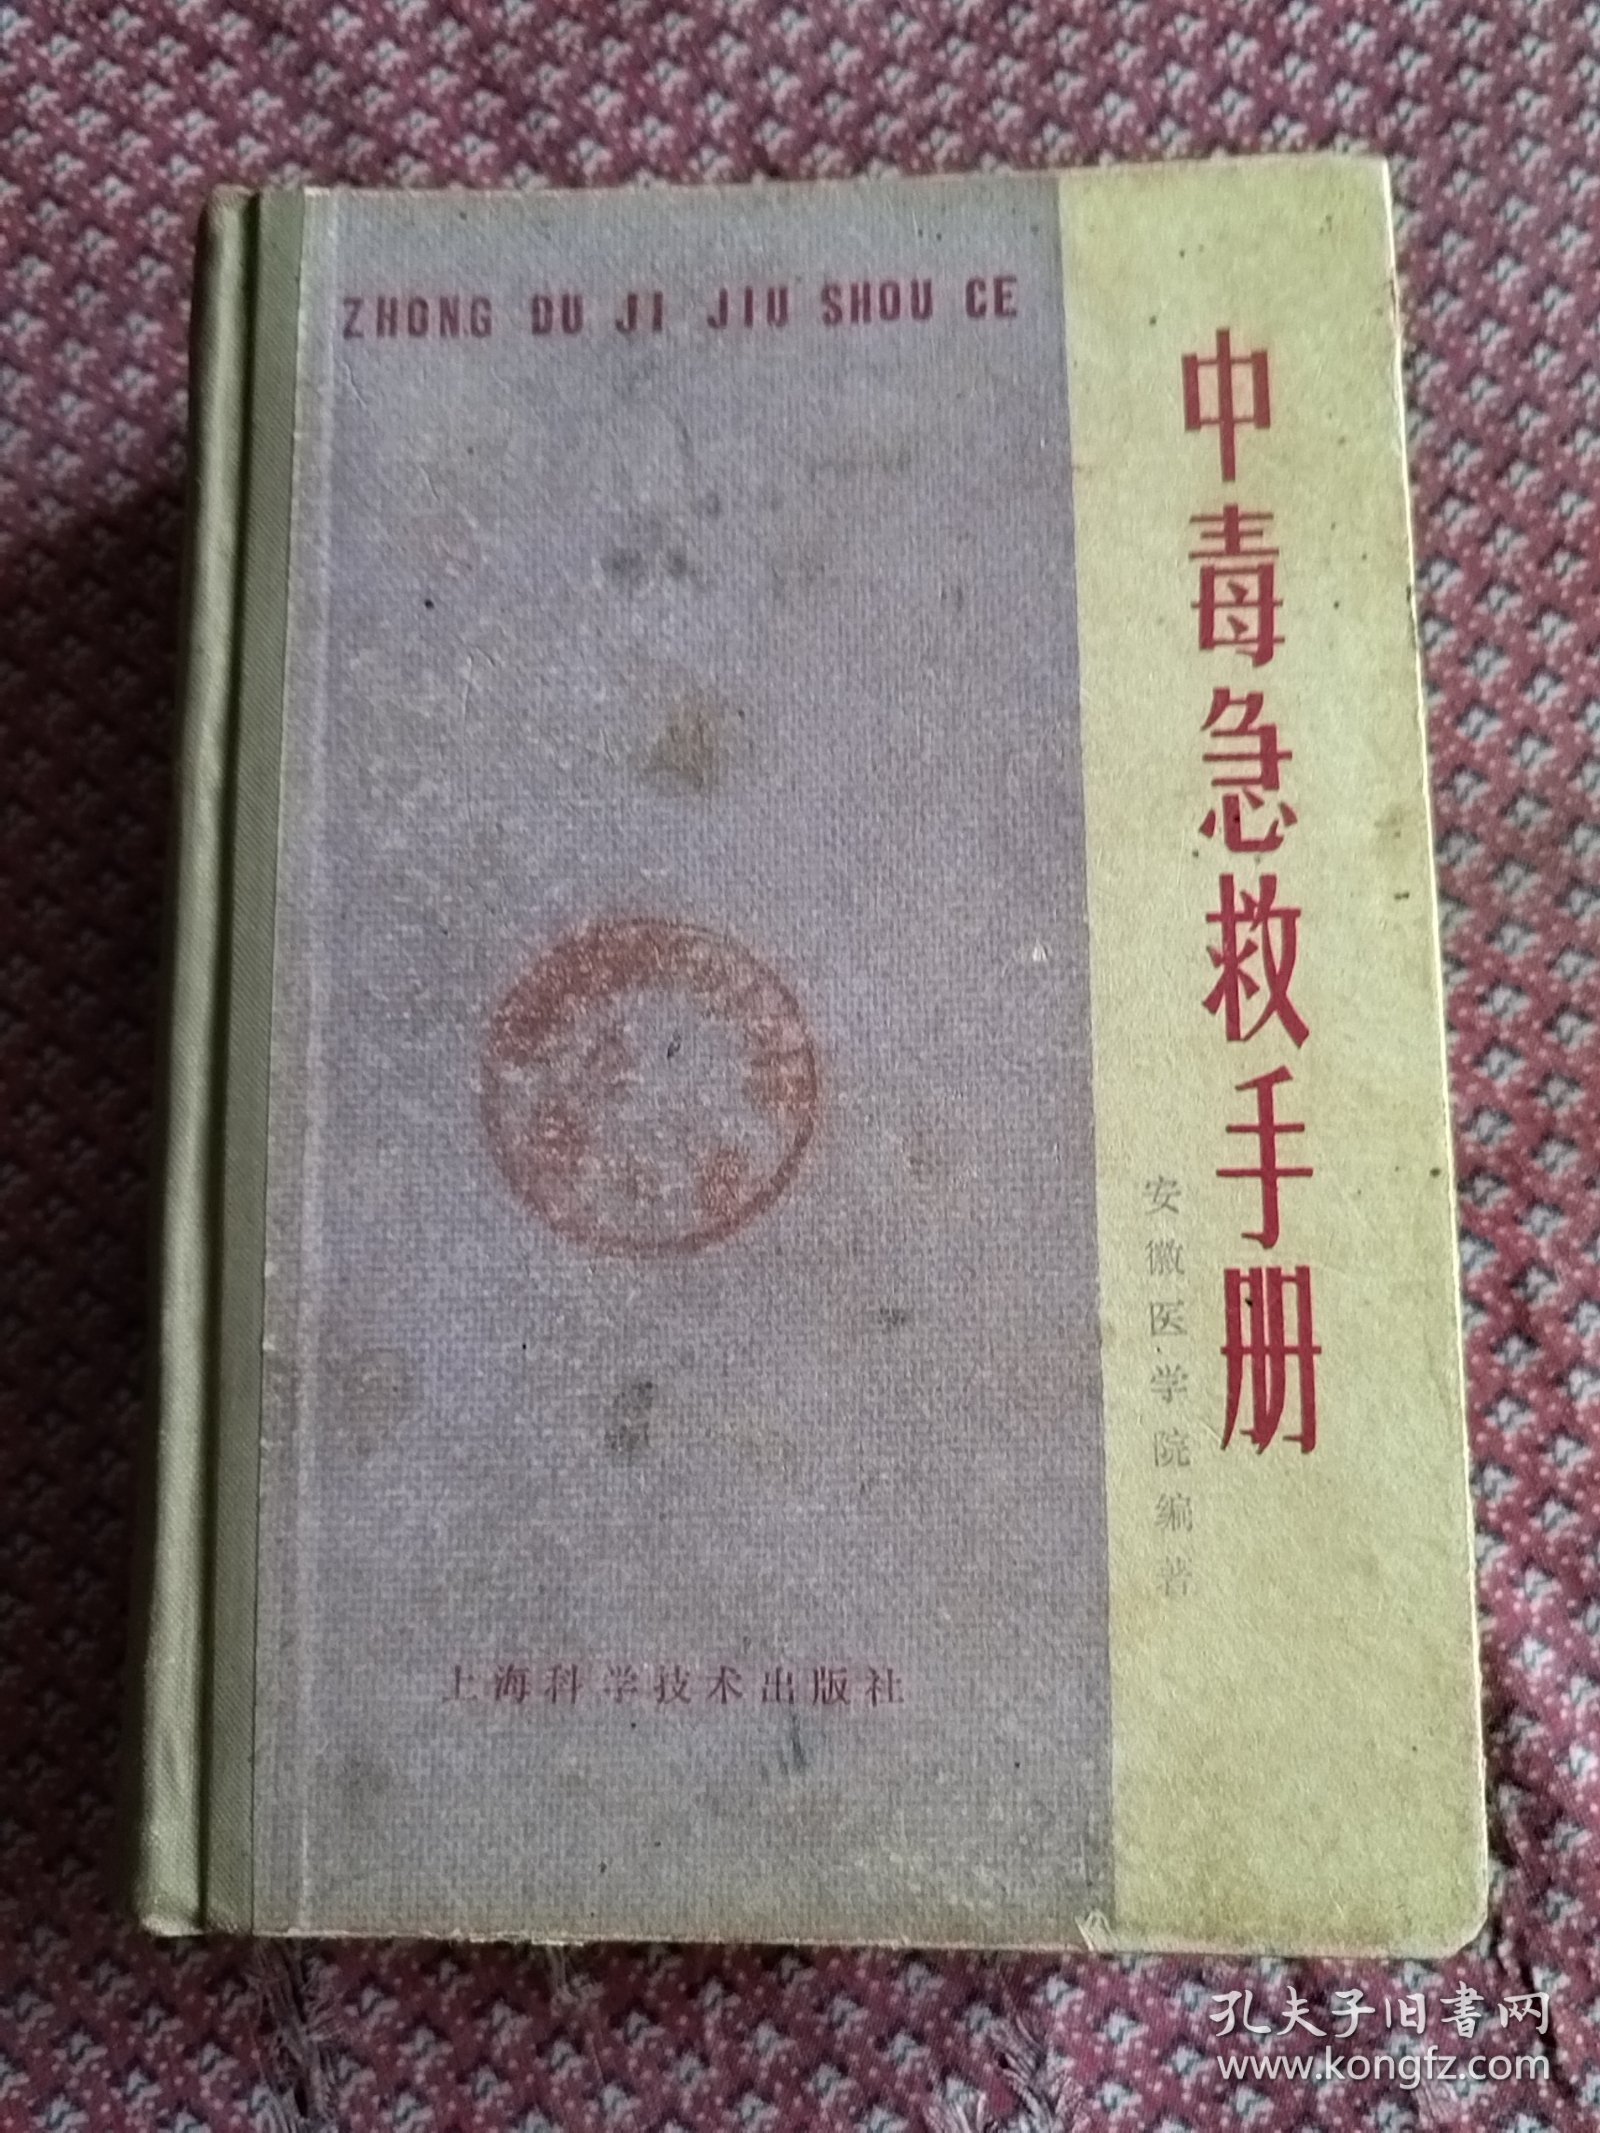 ZHONG DU JI JIU SHOU CE
中毒急救手册
安徽医学院编著
上海科学技术出版社
孔夫子旧书网
www.kongfz.com